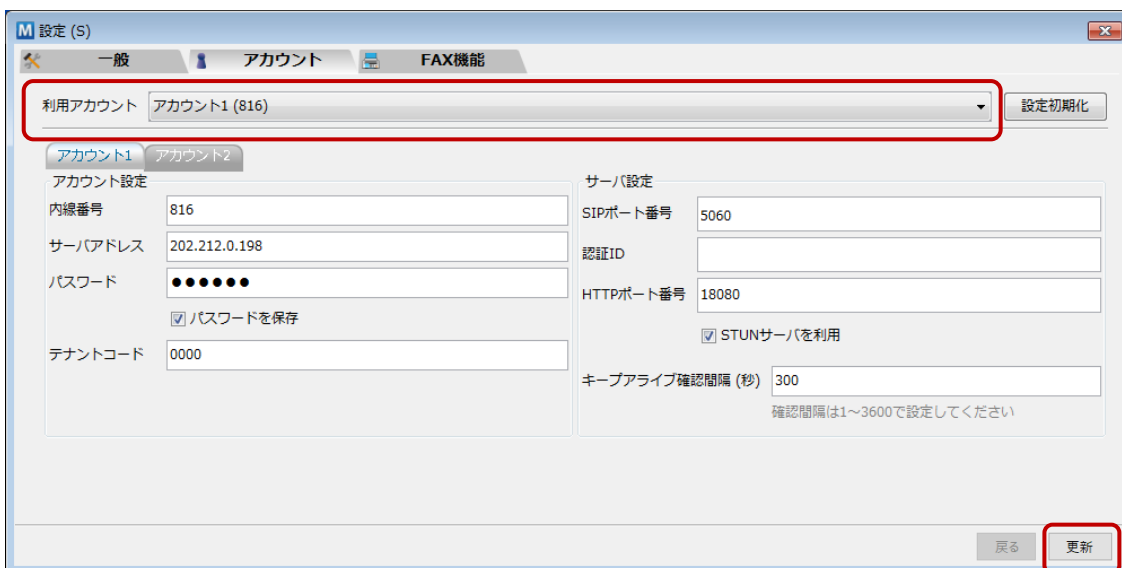 M 設定 (S)
一般 アカウント FAX機能
利用アカウント アカウント1 (816) 設定初期化
アカウント1 アカウント2
アカウント設定
内線番号 816
サーバアドレス 202.212.0.198
パスワード ●●●●●●
パスワードを保存
テナントコード 0000
サーバ設定
SIPポート番号 5060
認証ID
HTTPポート番号 18080
STUNサーバを利用
キープアライブ確認間隔 (秒) 300
確認間隔は1~3600で設定してください
戻る 更新